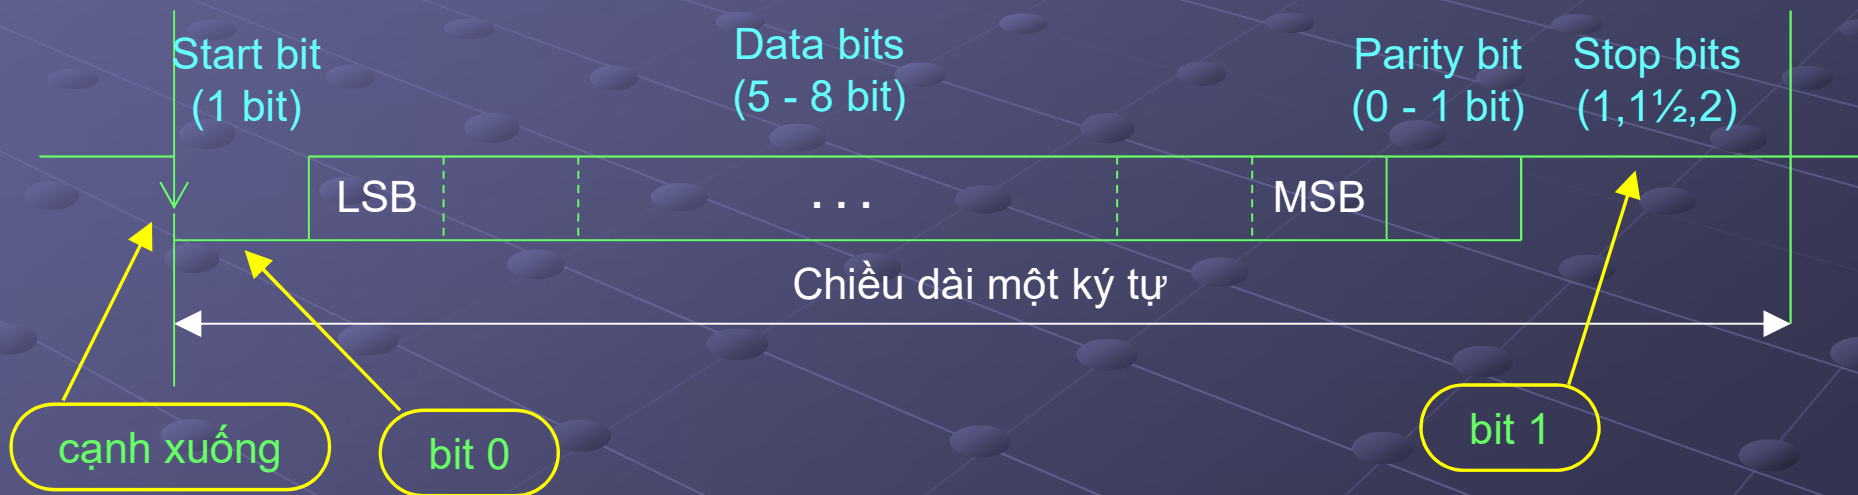 Start bit
(1 bit)
Data bits
(5 - 8 bit)
Parity bit
(0 - 1 bit)
Stop bits
(1,1½,2)
LSB
. . .
MSB
Chiều dài một ký tự
cạnh xuống
bit 0
bit 1